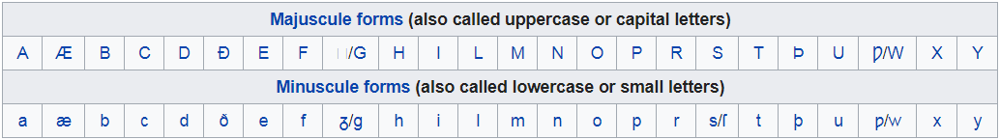 Majuscule forms (also called uppercase or capital letters)
A Æ B C D Ð E F □/G H I L M N O P R S T Þ U Ƿ/W X Y
Minuscule forms (also called lowercase or small letters)
a æ b c d ð e f ᵹ/g h i l m n o p r s/ſ t þ u ƿ/w x y